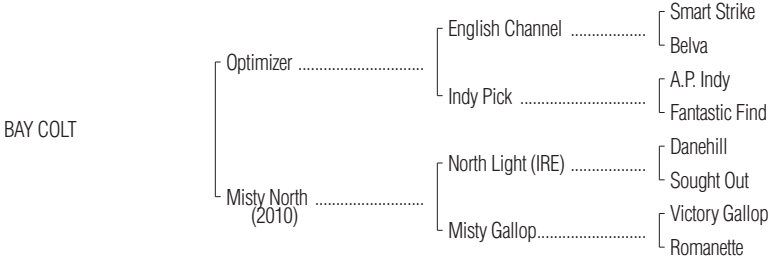 Smart Strike
English Channel ..................
Belva
Optimizer .............................
A.P. Indy
Indy Pick ..............................
Fantastic Find
BAY COLT
Danehill
North Light (IRE) ..................
Sought Out
Misty North ..........................
(2010)
Victory Gallop
Misty Gallop..........................
Romanette